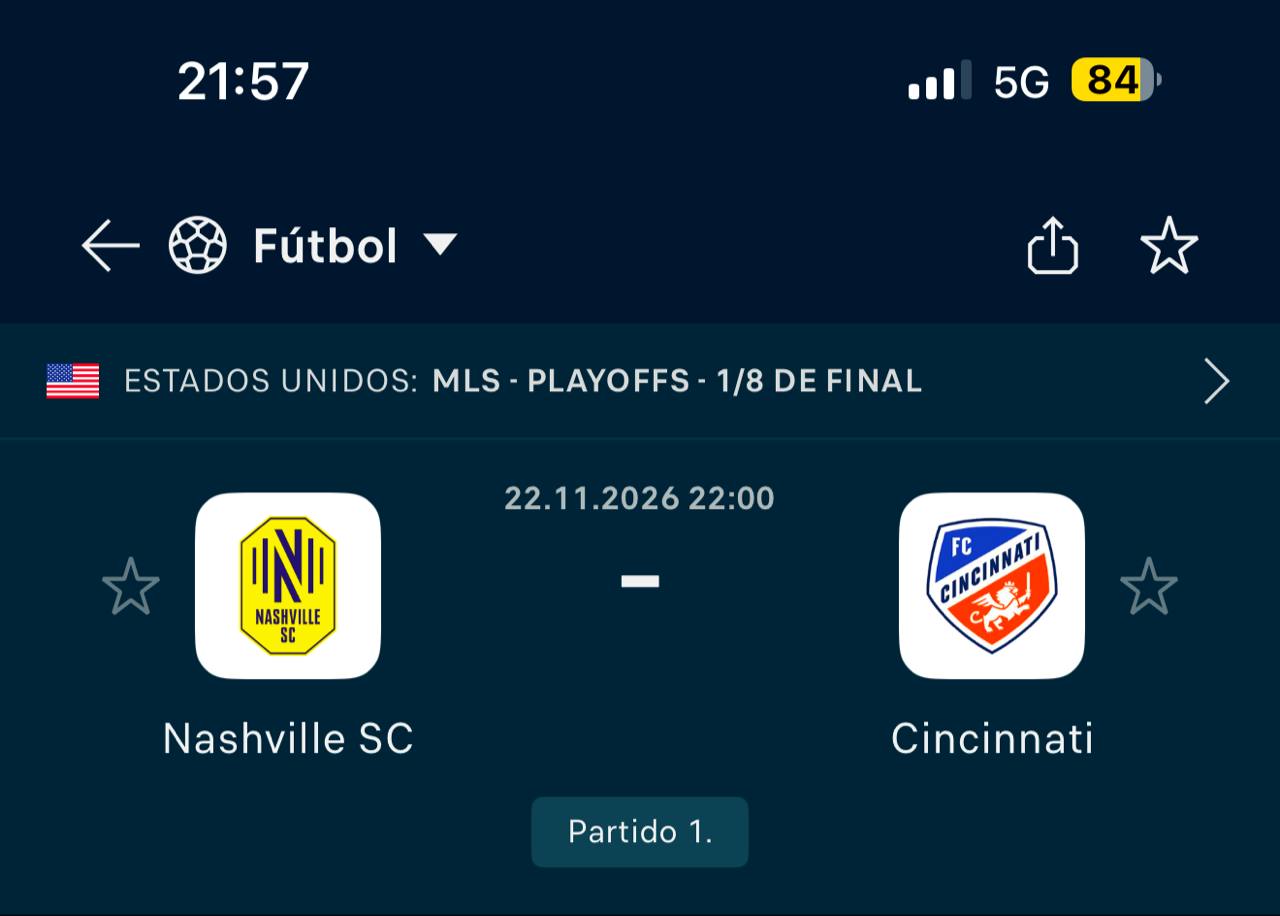 21:57 5G 84
Fútbol
ESTADOS UNIDOS: MLS - PLAYOFFS - 1/8 DE FINAL
22.11.2026 22:00
N
NASHVILLE
SC
FC
CINCINNATI
-
Nashville SC Cincinnati
Partido 1.